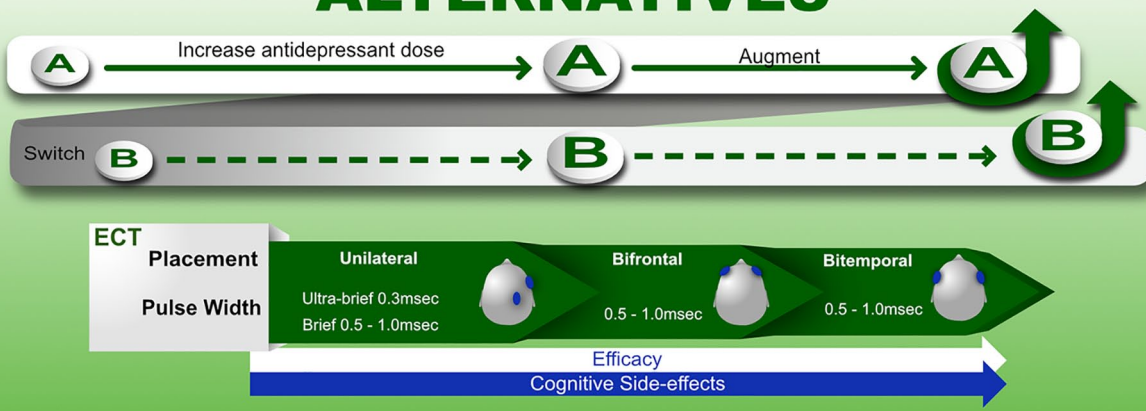 ALTERNATIVES
A Increase antidepressant dose A Augment A
Switch B B B
ECT
Placement Unilateral Bifrontal Bitemporal
Pulse Width Ultra-brief 0.3msec
Brief 0.5 - 1.0msec 0.5 - 1.0msec 0.5 - 1.0msec
Efficacy
Cognitive Side-effects